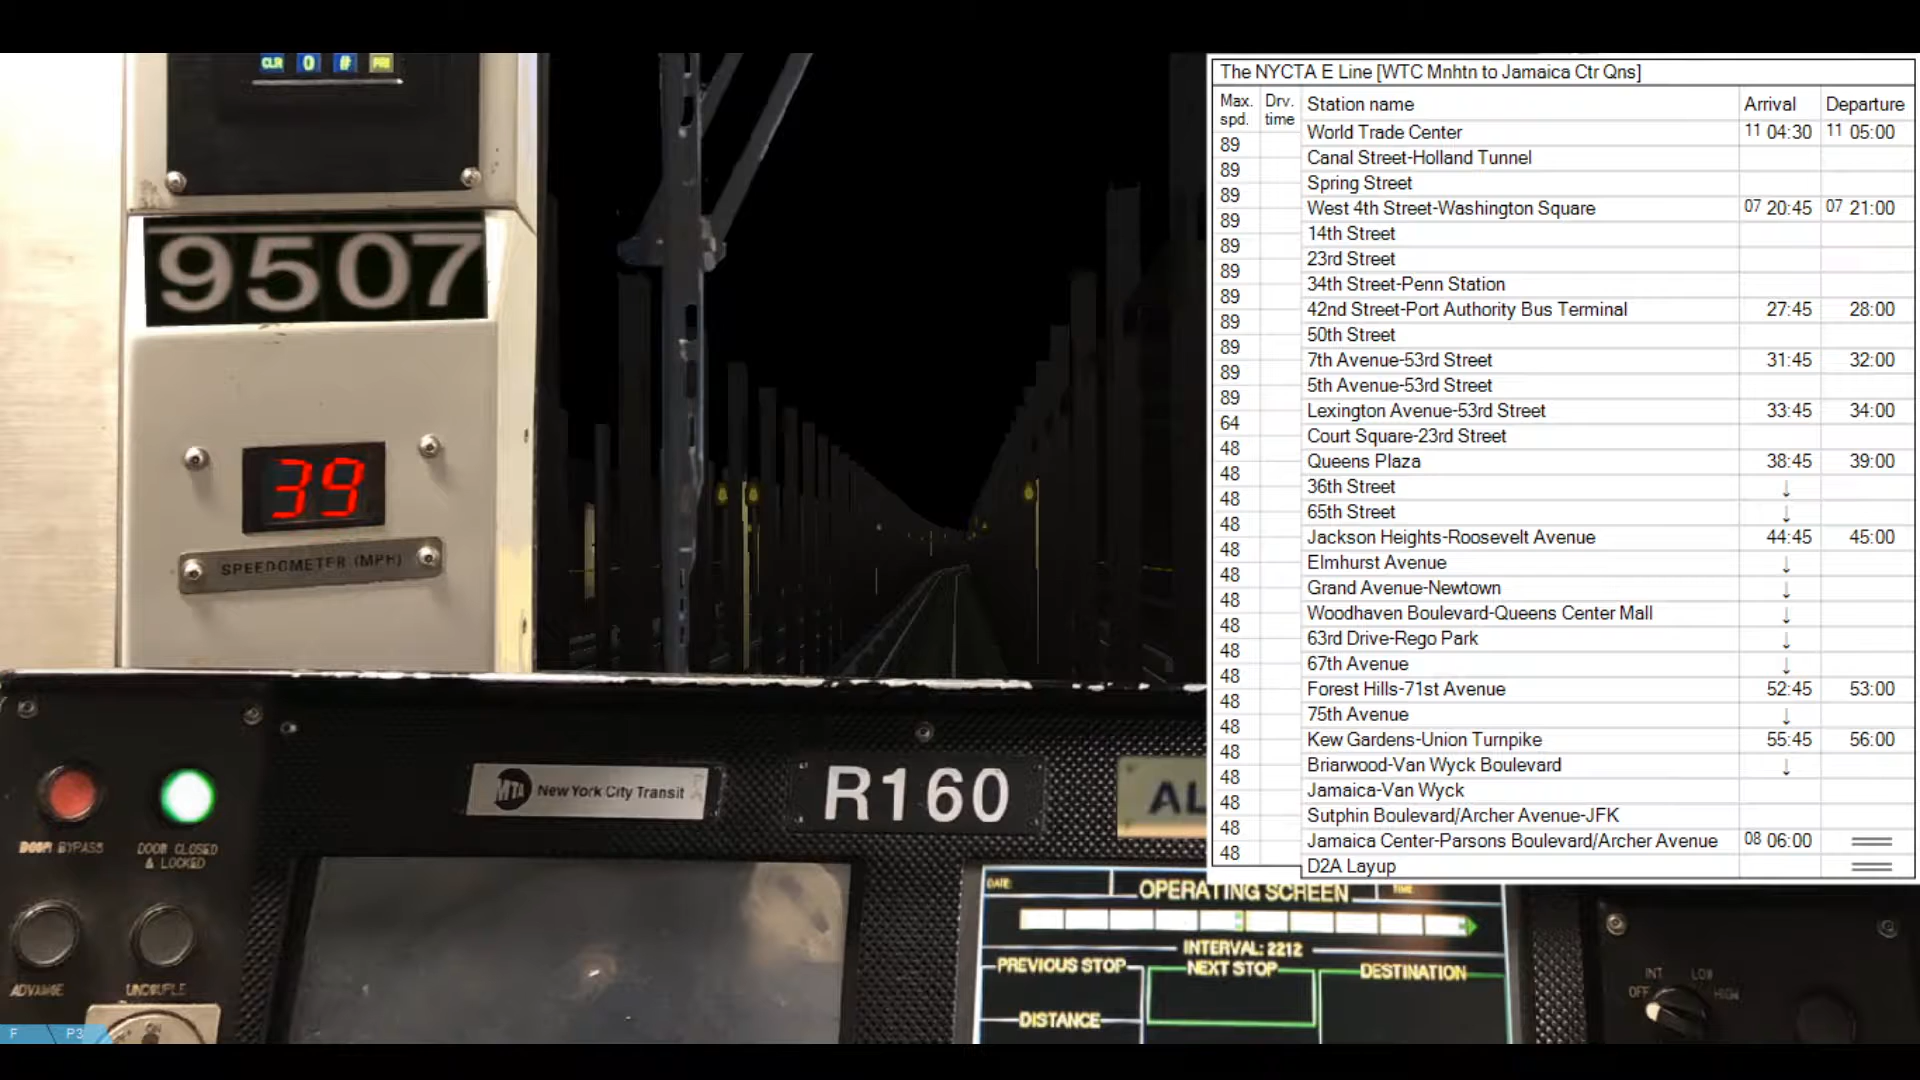 CLR 0 # PRI
9507
39
SPEEDOMETER (MPH)
DOOR BYPASS
DOOR CLOSED
& LOCKED
ADVANCE
UNCOUPLE
ON
F P3
MTA New York City Transit
R160
AL
DATE:
OPERATING SCREEN
TIME
INTERVAL: 2212
PREVIOUS STOP
NEXT STOP
DESTINATION
DISTANCE
OFF INT LOW HIGH
The NYCTA E Line [WTC Mnhtn to Jamaica Ctr Qns]
Max. spd. Drv. time Station name Arrival Departure
World Trade Center 11 04:30 11 05:00
89
Canal Street-Holland Tunnel
89
Spring Street
89
West 4th Street-Washington Square 07 20:45 07 21:00
89
14th Street
89
23rd Street
89
34th Street-Penn Station
89
42nd Street-Port Authority Bus Terminal 27:45 28:00
89
50th Street
89
7th Avenue-53rd Street 31:45 32:00
89
5th Avenue-53rd Street
89
Lexington Avenue-53rd Street 33:45 34:00
64
Court Square-23rd Street
48
Queens Plaza 38:45 39:00
48
36th Street ↓
48
65th Street ↓
48
Jackson Heights-Roosevelt Avenue 44:45 45:00
48
Elmhurst Avenue ↓
48
Grand Avenue-Newtown ↓
48
Woodhaven Boulevard-Queens Center Mall ↓
48
63rd Drive-Rego Park ↓
48
67th Avenue ↓
48
Forest Hills-71st Avenue 52:45 53:00
48
75th Avenue ↓
48
Kew Gardens-Union Turnpike 55:45 56:00
48
Briarwood-Van Wyck Boulevard ↓
48
Jamaica-Van Wyck
48
Sutphin Boulevard/Archer Avenue-JFK
48
Jamaica Center-Parsons Boulevard/Archer Avenue 08 06:00
48
D2A Layup